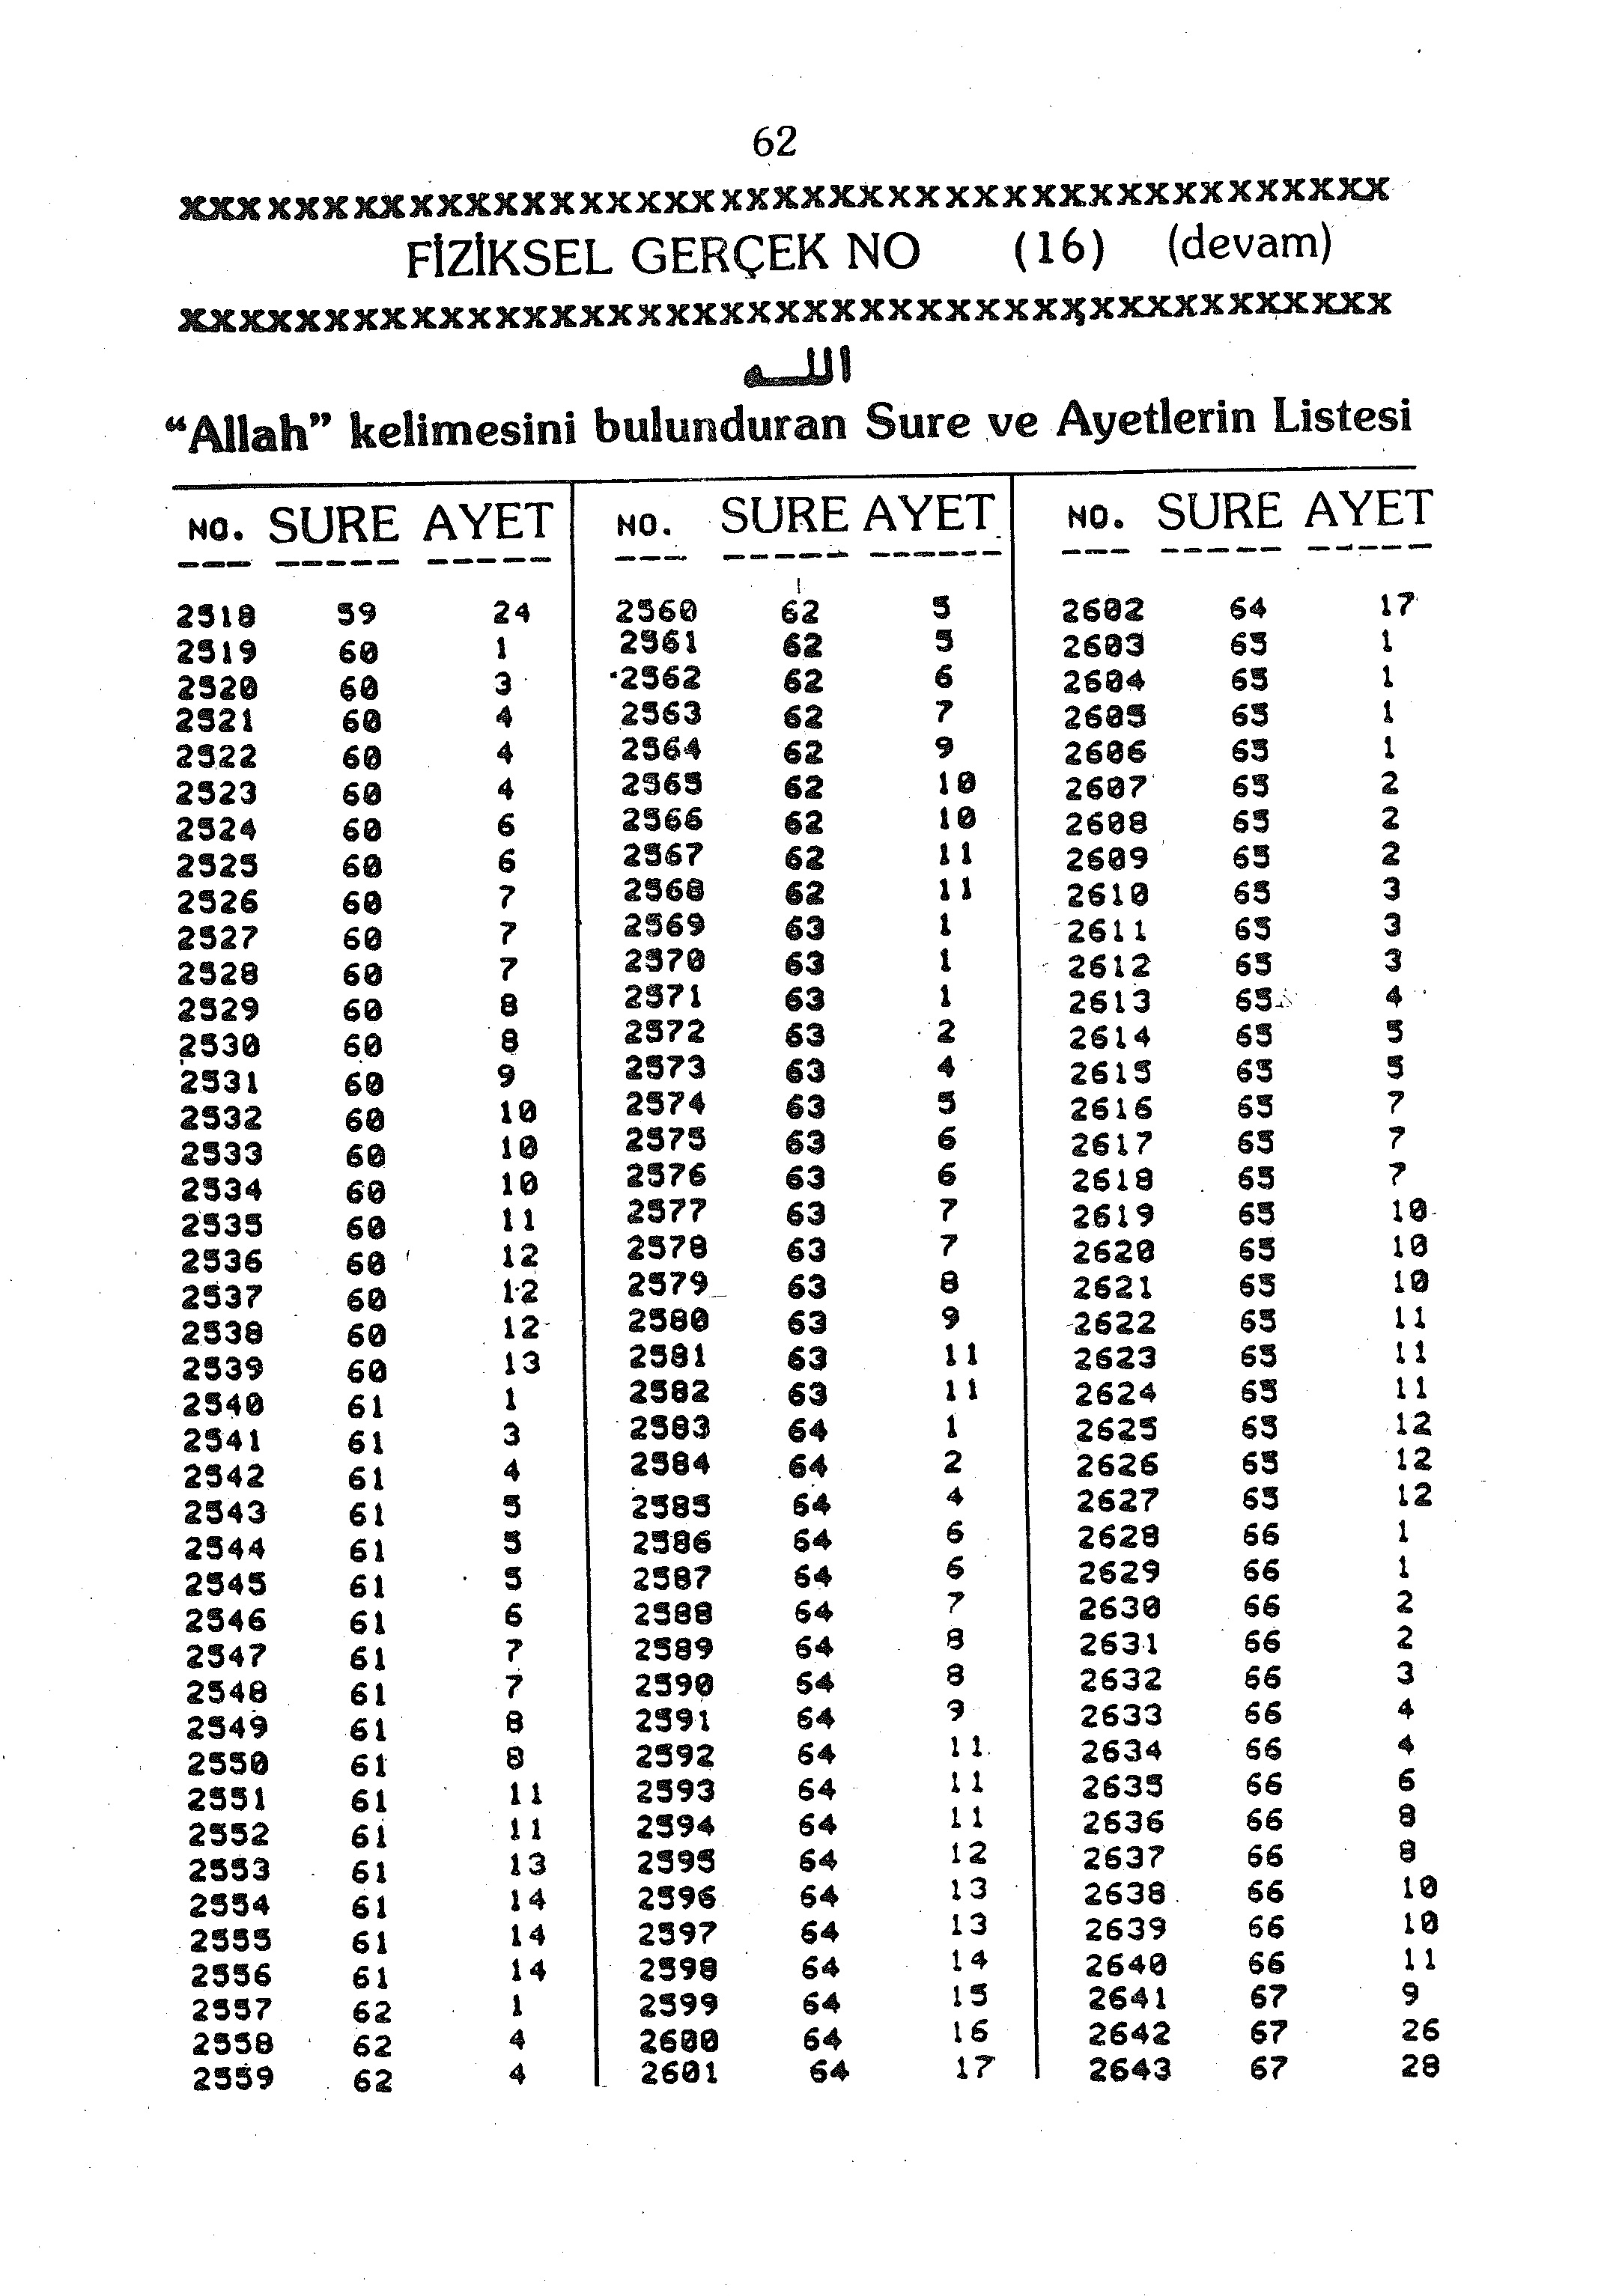 62
XXXXXXXXXXXXXXXXXXXXXXXXXXXXXXXXXXXXXXXXXXX
FİZİKSEL GERÇEK NO (16) (devam)
XXXXXXXXXXXXXXXXXXXXXXXXXXXXXXXXXXXXXXXXXXX
الله
“Allah” kelimesini bulunduran Sure ve Ayetlerin Listesi
NO. SURE AYET NO. SURE AYET NO. SURE AYET
--- ----- ----- --- ----- ------ --- ----- ------
2518 59 24 2560 62 5 2602 64 17
2519 60 1 2561 62 5 2603 65 1
2520 60 3 2562 62 6 2604 65 1
2521 60 4 2563 62 7 2605 65 1
2522 60 4 2564 62 9 2606 65 1
2523 60 4 2565 62 10 2607 65 2
2524 60 6 2566 62 10 2608 65 2
2525 60 6 2567 62 11 2609 65 2
2526 60 7 2568 62 11 2610 65 3
2527 60 7 2569 63 1 2611 65 3
2528 60 7 2570 63 1 2612 65 3
2529 60 8 2571 63 1 2613 65 4
2530 60 8 2572 63 2 2614 65 5
2531 60 9 2573 63 4 2615 65 5
2532 60 10 2574 63 5 2616 65 7
2533 60 10 2575 63 6 2617 65 7
2534 60 10 2576 63 6 2618 65 7
2535 60 11 2577 63 7 2619 65 10
2536 60 12 2578 63 7 2620 65 10
2537 60 12 2579 63 8 2621 65 10
2538 60 12 2580 63 9 2622 65 11
2539 60 13 2581 63 11 2623 65 11
2540 61 1 2582 63 11 2624 65 11
2541 61 3 2583 64 1 2625 65 12
2542 61 4 2584 64 2 2626 65 12
2543 61 5 2585 64 4 2627 65 12
2544 61 5 2586 64 6 2628 66 1
2545 61 5 2587 64 6 2629 66 1
2546 61 6 2588 64 7 2630 66 2
2547 61 7 2589 64 8 2631 66 2
2548 61 7 2590 64 8 2632 66 3
2549 61 8 2591 64 9 2633 66 4
2550 61 8 2592 64 11 2634 66 4
2551 61 11 2593 64 11 2635 66 6
2552 61 11 2594 64 11 2636 66 8
2553 61 13 2595 64 12 2637 66 8
2554 61 14 2596 64 13 2638 66 10
2555 61 14 2597 64 13 2639 66 10
2556 61 14 2598 64 14 2640 66 11
2557 62 1 2599 64 15 2641 67 9
2558 62 4 2600 64 16 2642 67 26
2559 62 4 2601 64 17 2643 67 28